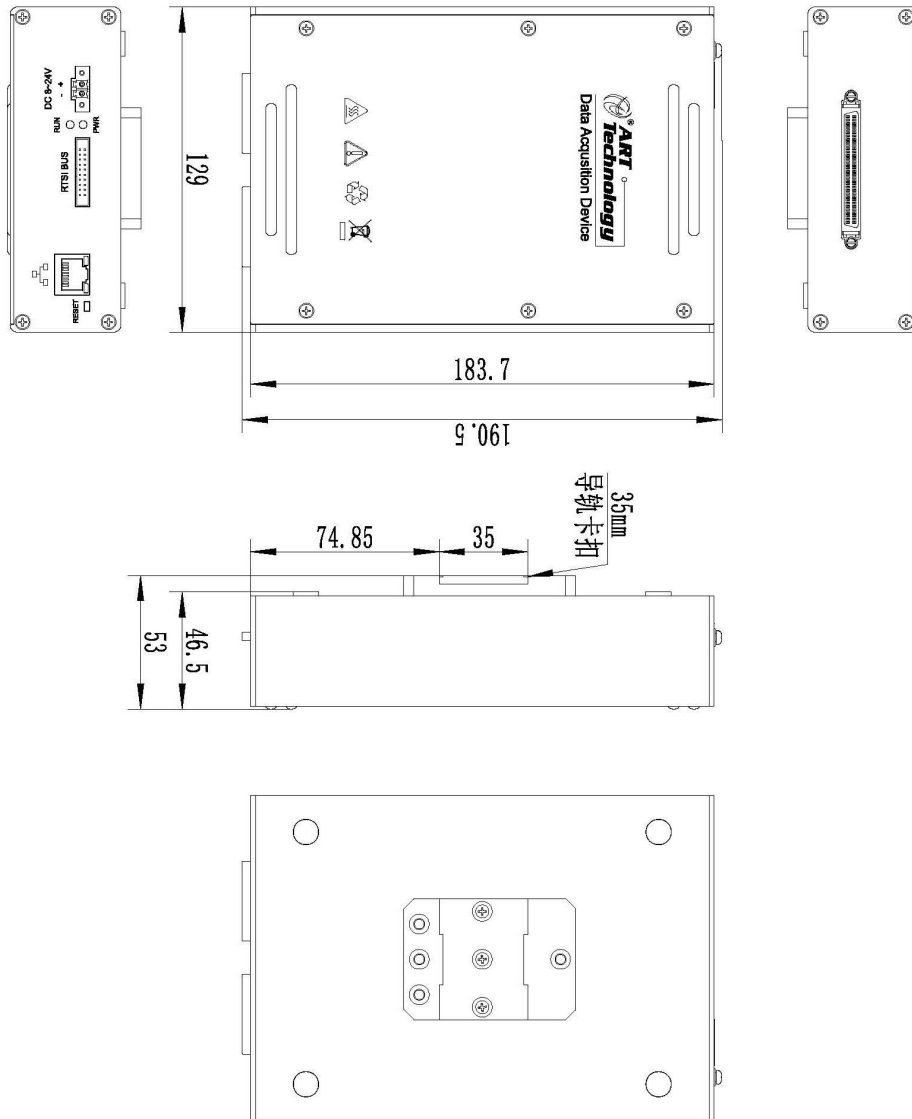 DC 8~24V
- +
RUN
PWR
RTSI BUS
RESET
®ART
Technology
Data Acqusition Device
129
183.7
190.5
35mm
导轨卡扣
74.85
35
53
46.5